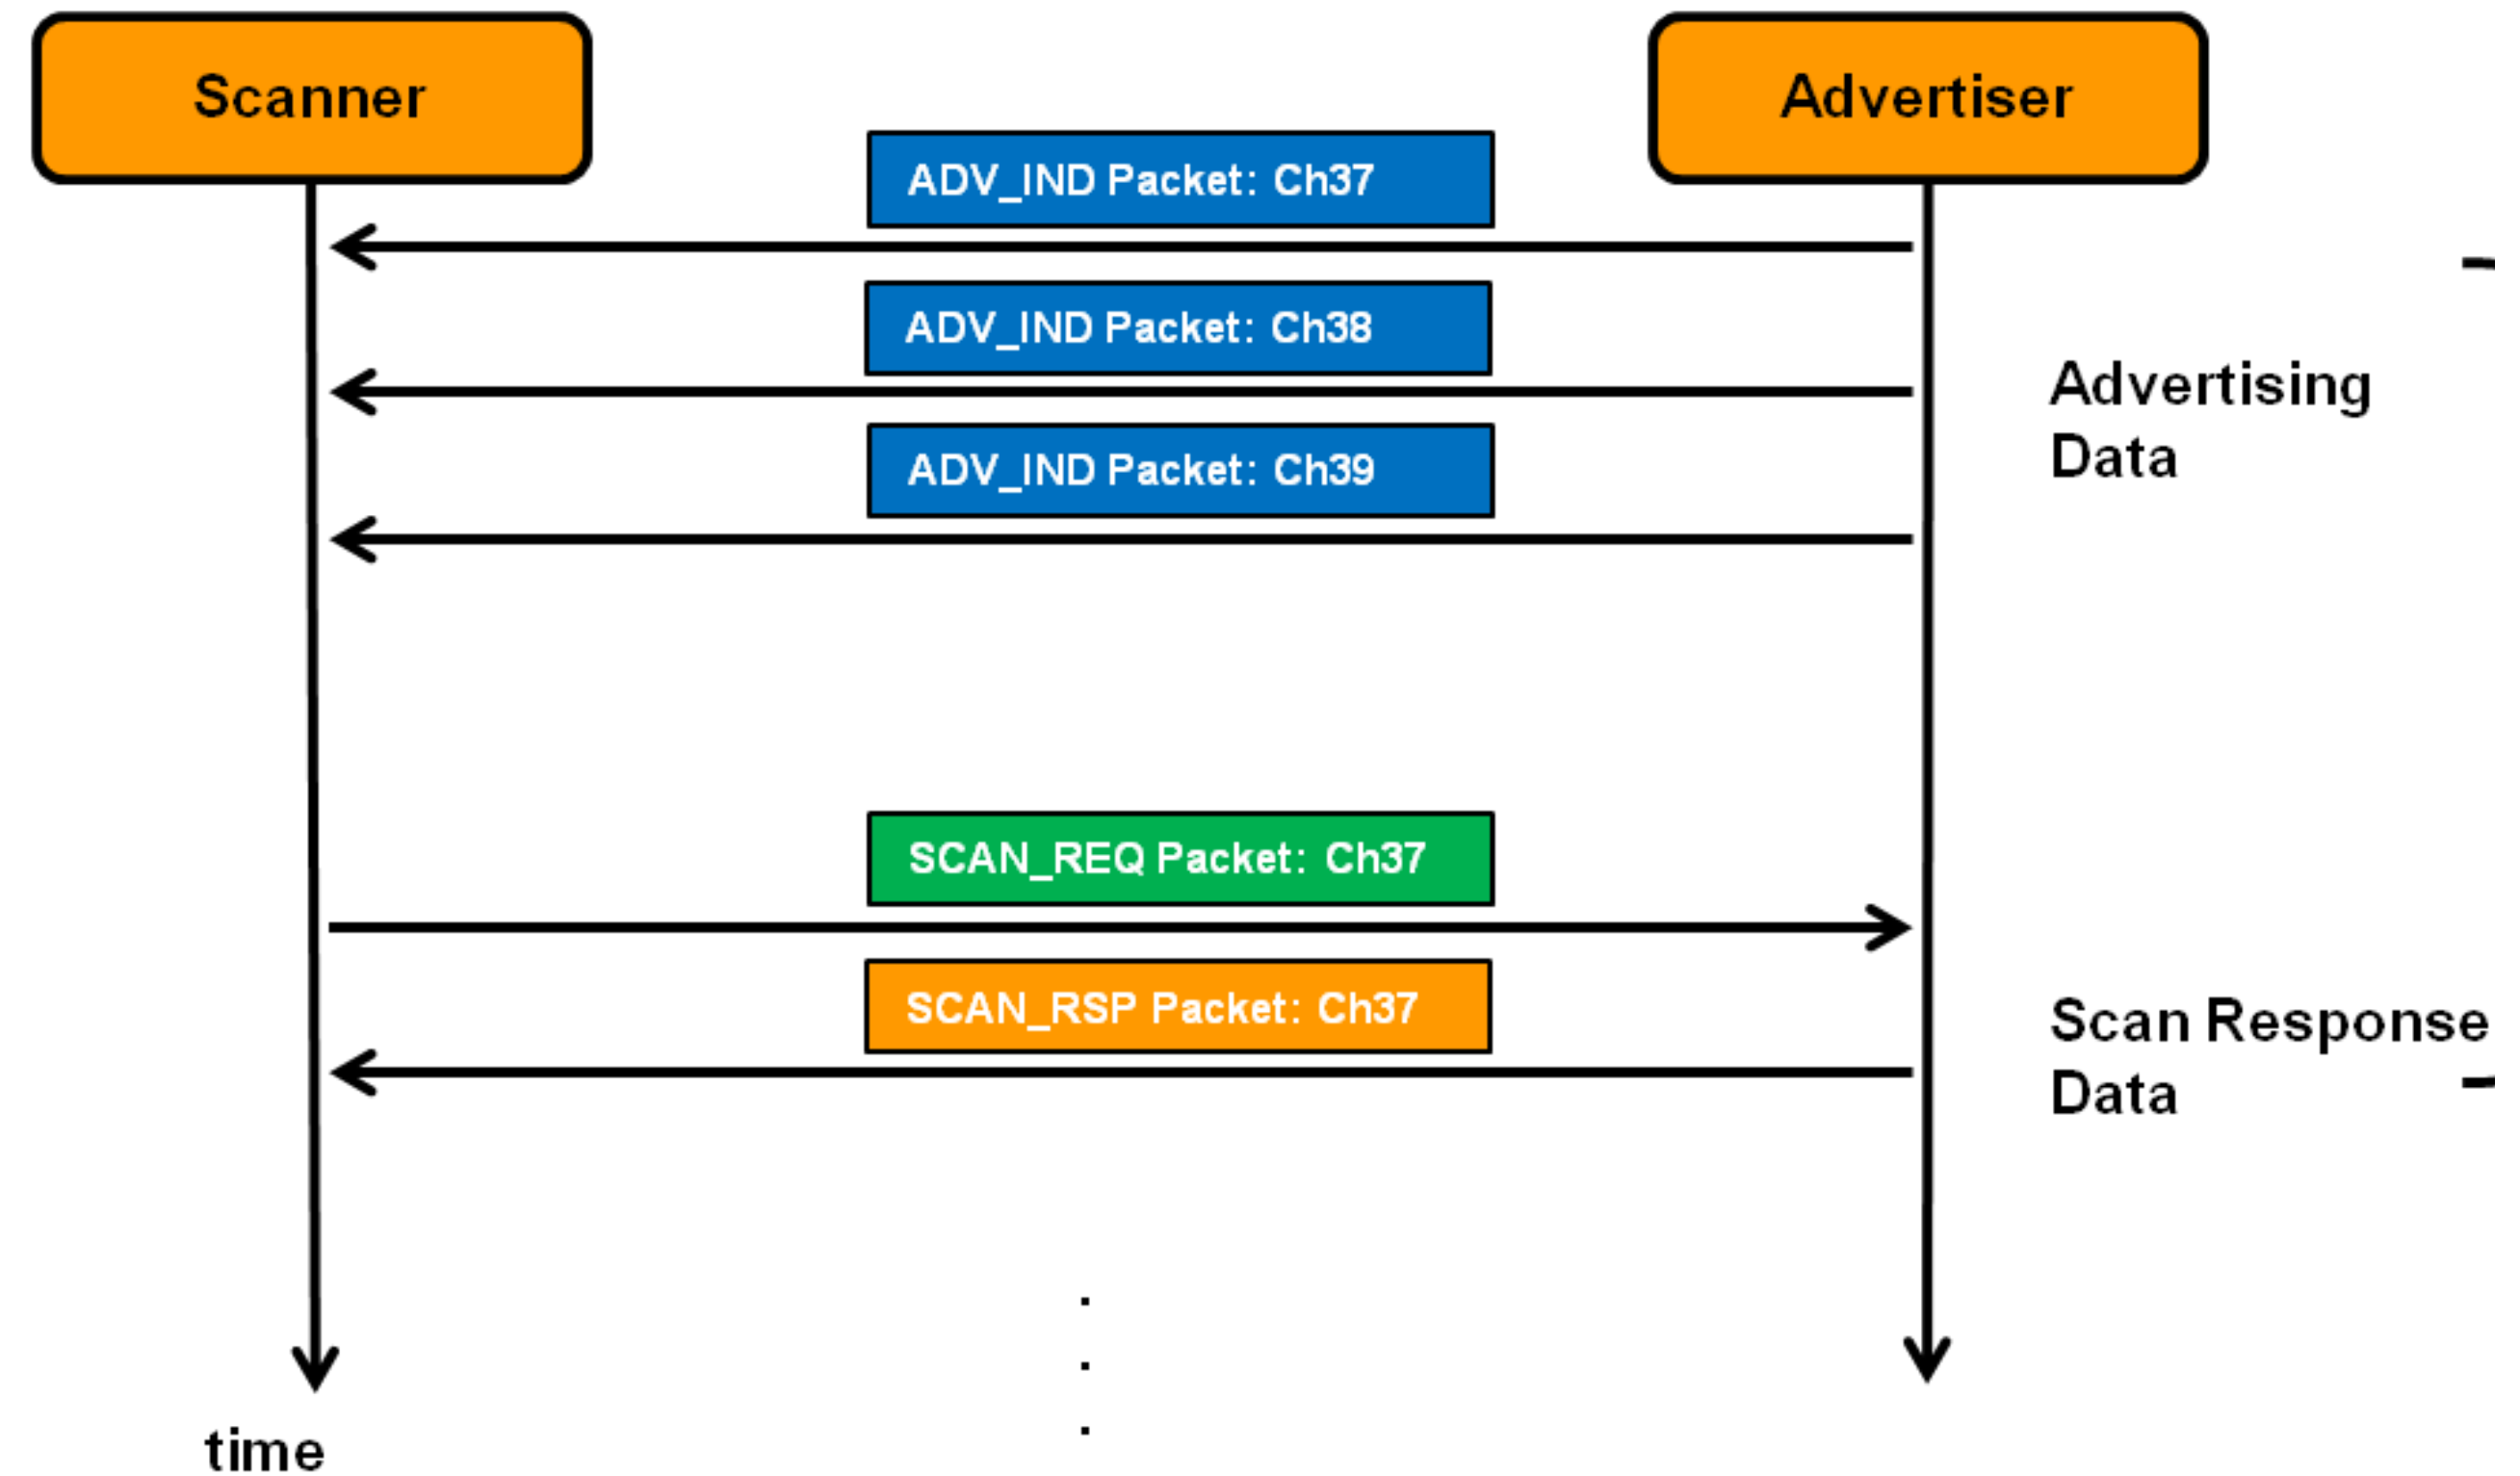 Scanner
Advertiser
ADV_IND Packet: Ch37
ADV_IND Packet: Ch38
Advertising
Data
ADV_IND Packet: Ch39
SCAN_REQ Packet: Ch37
SCAN_RSP Packet: Ch37
Scan Response
Data
time